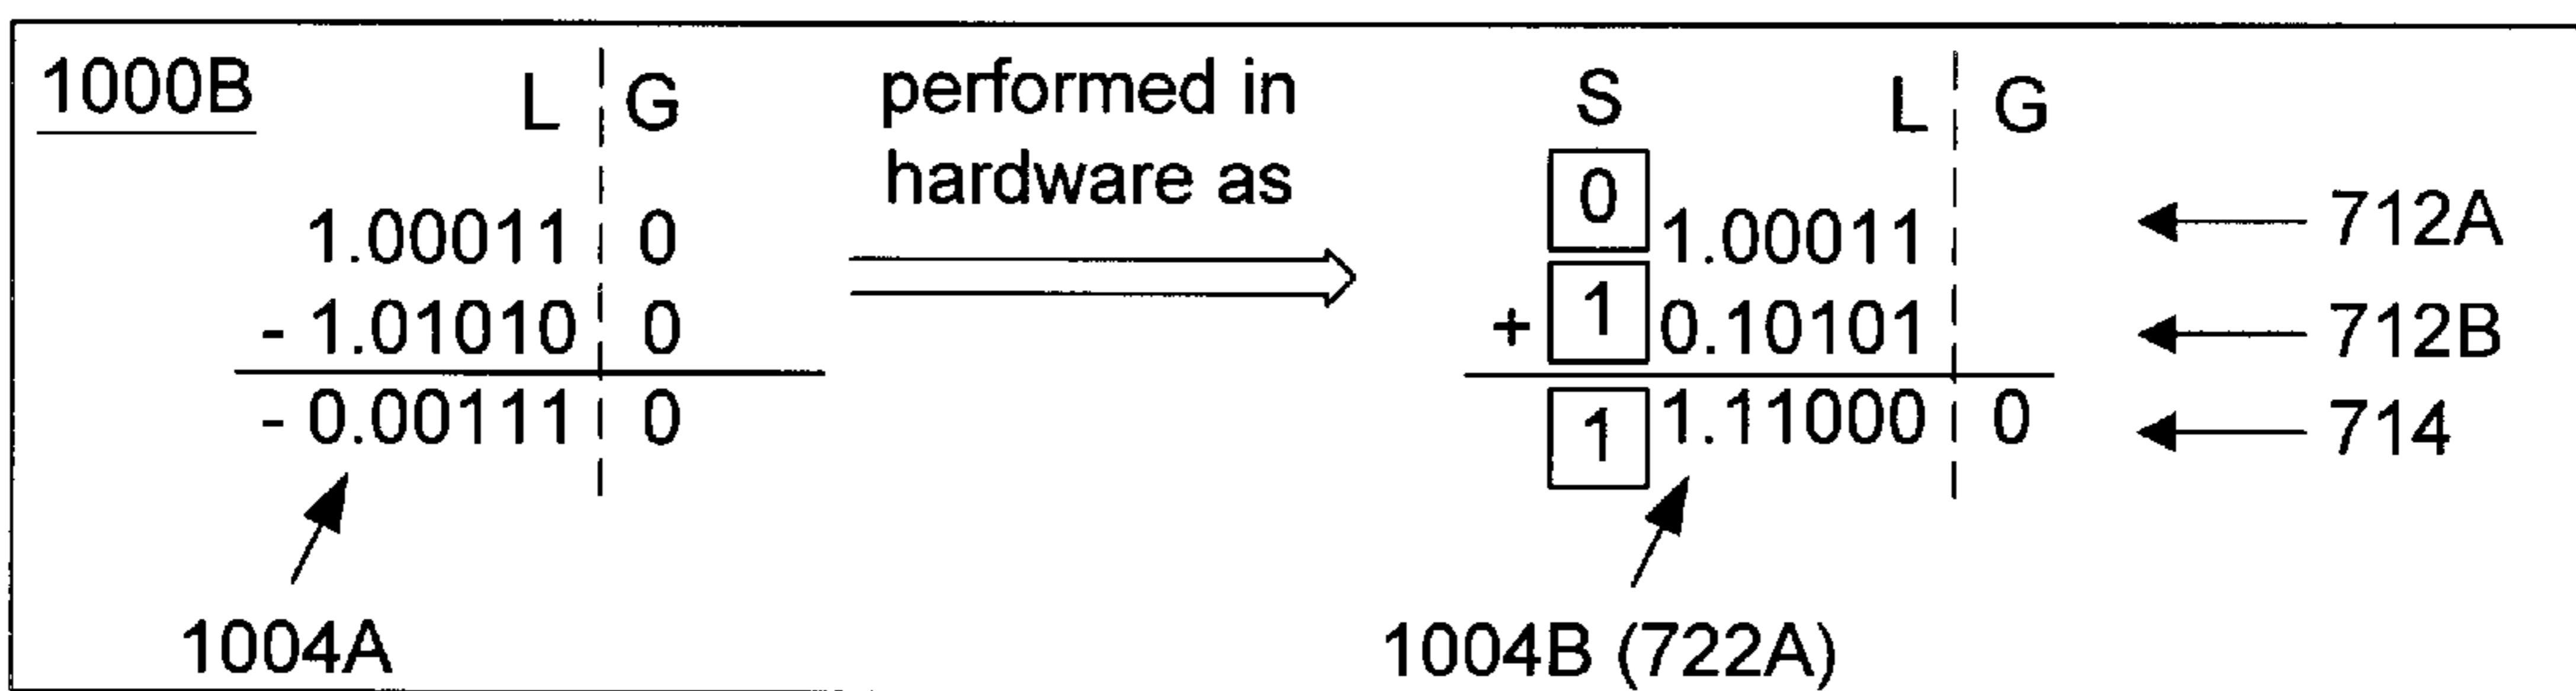 1000B L G performed in S L G
hardware as
1.00011 0 0 1.00011 712A
- 1.01010 0 + 1 0.10101 712B
- 0.00111 0 1 1.11000 0 714
1004A 1004B (722A)